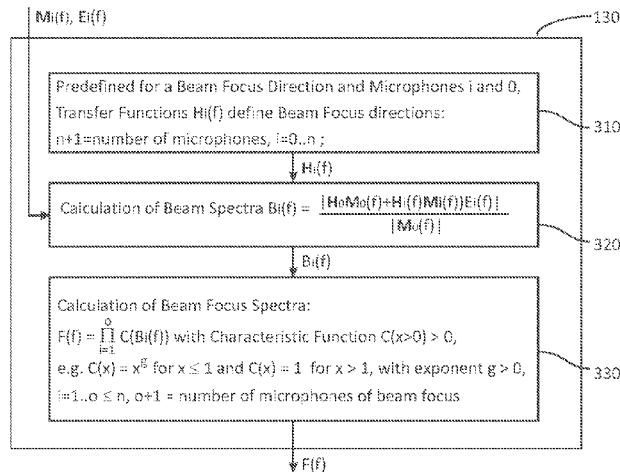 Mi(f), Ei(f)
130
Predefined for a Beam Focus Direction and Microphones i and 0,
Transfer Functions Hi(f) define Beam Focus directions:
n+1=number of microphones, i=0..n ;
310
Hi(f)
Calculation of Beam Spectra Bi(f) = |H₀M₀(f)+Hi(f)Mi(f))Ei(f)| / |M₀(f)|
320
Bi(f)
Calculation of Beam Focus Spectra:
F(f) = ∏ᵢ₌₁ᵒ C(Bi(f)) with Characteristic Function C(x>0) > 0,
e.g. C(x) = x^g for x ≤ 1 and C(x) = 1 for x > 1, with exponent g > 0,
i=1..o ≤ n, o+1 = number of microphones of beam focus
330
F(f)